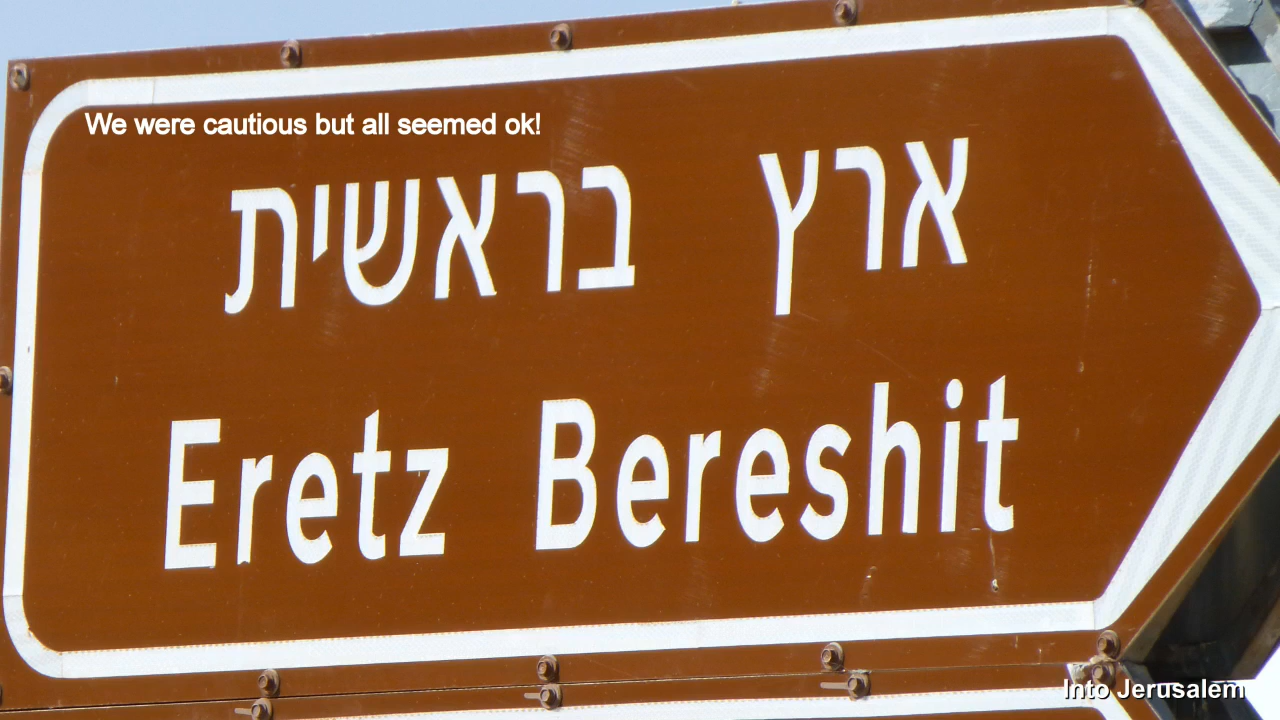 We were cautious but all seemed ok!
ארץ בראשית
Eretz Bereshit
Into Jerusalem